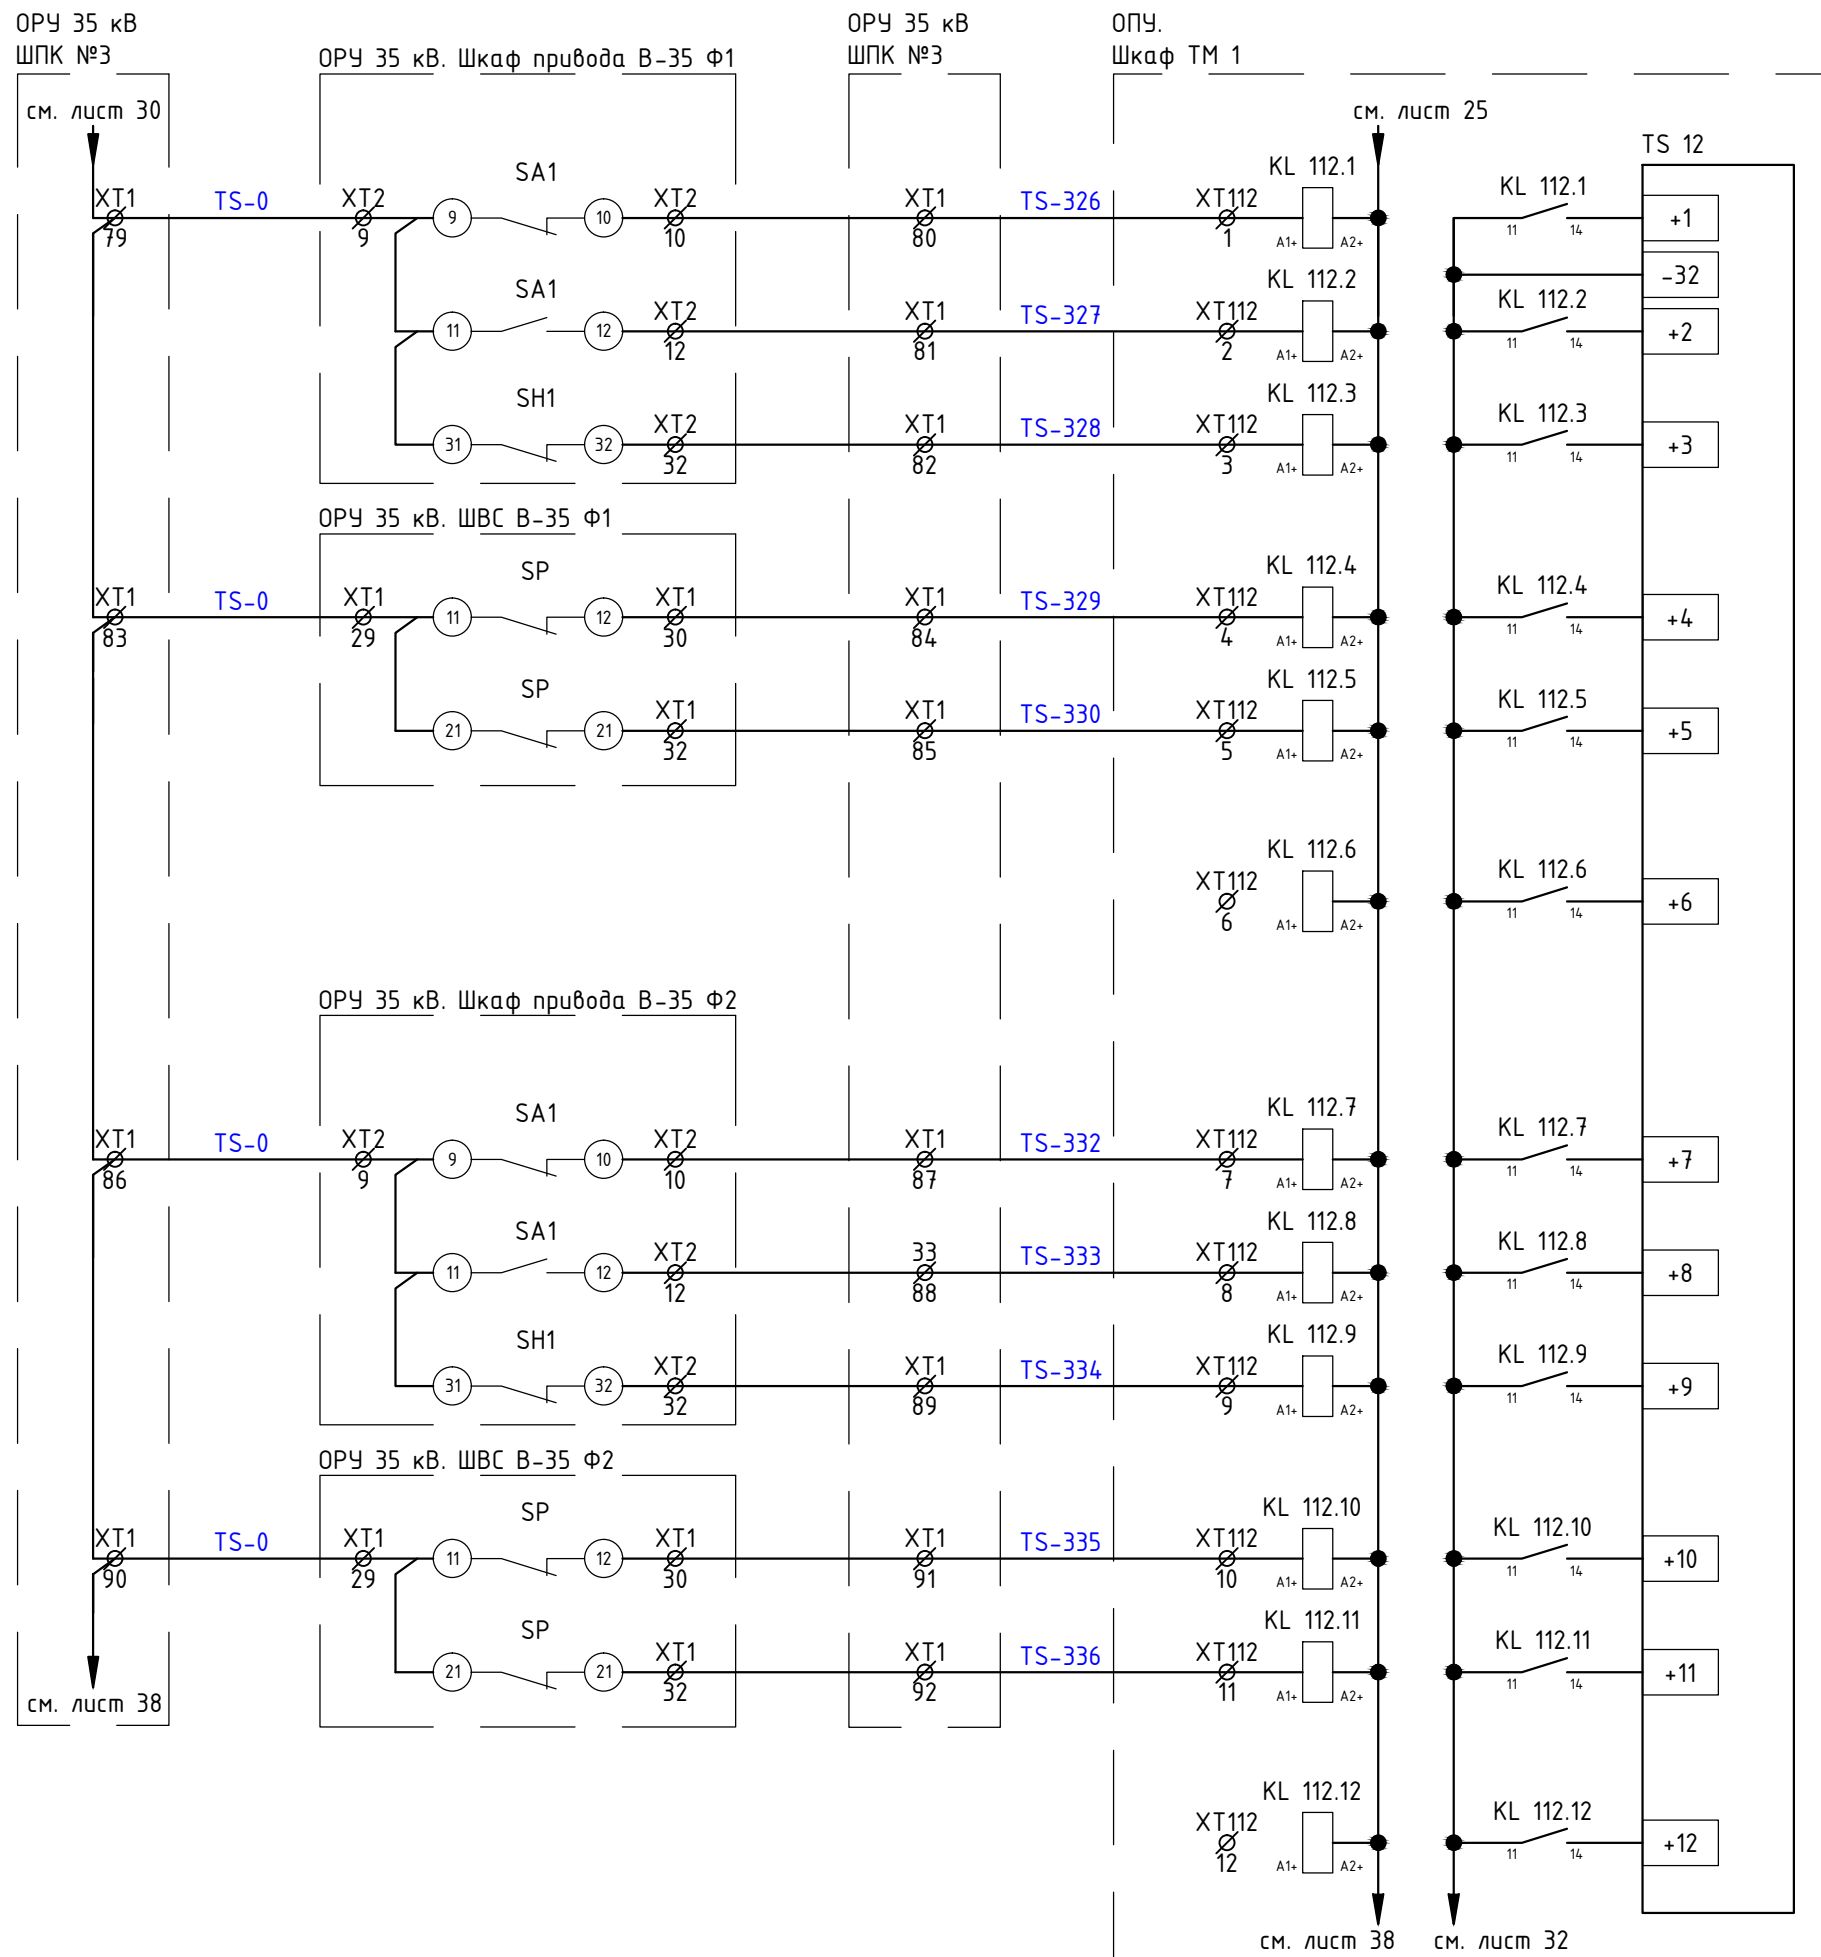 ОРУ 35 кВ
ШПК №3
ОРУ 35 кВ. Шкаф привода В-35 Ф1
ОРУ 35 кВ
ШПК №3
ОПУ.
Шкаф ТМ 1
см. лист 30
см. лист 25
TS 12
XT1
79
TS-0
XT2
9
SA1
9
10
XT2
10
XT1
80
TS-326
XT112
1
KL 112.1
A1+
A2+
KL 112.1
11
14
+1
-32
SA1
11
12
XT2
12
XT1
81
TS-327
XT112
2
KL 112.2
A1+
A2+
KL 112.2
11
14
+2
SH1
31
32
XT2
32
XT1
82
TS-328
XT112
3
KL 112.3
A1+
A2+
KL 112.3
11
14
+3
ОРУ 35 кВ. ШВС В-35 Ф1
XT1
83
TS-0
XT1
29
SP
11
12
XT1
30
XT1
84
TS-329
XT112
4
KL 112.4
A1+
A2+
KL 112.4
11
14
+4
SP
21
21
XT1
32
XT1
85
TS-330
XT112
5
KL 112.5
A1+
A2+
KL 112.5
11
14
+5
XT112
6
KL 112.6
A1+
A2+
KL 112.6
11
14
+6
ОРУ 35 кВ. Шкаф привода В-35 Ф2
XT1
86
TS-0
XT2
9
SA1
9
10
XT2
10
XT1
87
TS-332
XT112
7
KL 112.7
A1+
A2+
KL 112.7
11
14
+7
SA1
11
12
XT2
12
33
88
TS-333
XT112
8
KL 112.8
A1+
A2+
KL 112.8
11
14
+8
SH1
31
32
XT2
32
XT1
89
TS-334
XT112
9
KL 112.9
A1+
A2+
KL 112.9
11
14
+9
ОРУ 35 кВ. ШВС В-35 Ф2
XT1
90
TS-0
XT1
29
SP
11
12
XT1
30
XT1
91
TS-335
XT112
10
KL 112.10
A1+
A2+
KL 112.10
11
14
+10
SP
21
21
XT1
32
XT1
92
TS-336
XT112
11
KL 112.11
A1+
A2+
KL 112.11
11
14
+11
см. лист 38
XT112
12
KL 112.12
A1+
A2+
KL 112.12
11
14
+12
см. лист 38
см. лист 32